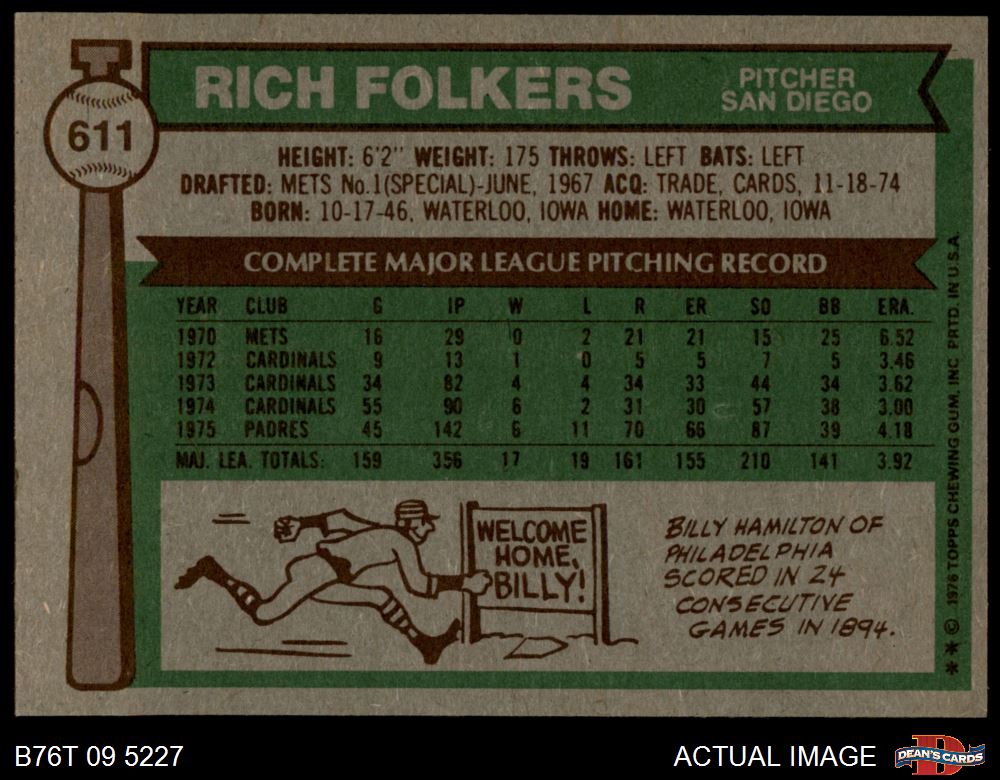 611
RICH FOLKERS
PITCHER
SAN DIEGO
HEIGHT: 6'2" WEIGHT: 175 THROWS: LEFT BATS: LEFT
DRAFTED: METS No.1(SPECIAL)-JUNE, 1967 ACQ: TRADE, CARDS, 11-18-74
BORN: 10-17-46, WATERLOO, IOWA HOME: WATERLOO, IOWA
COMPLETE MAJOR LEAGUE PITCHING RECORD
YEAR CLUB G IP W L R ER SO BB ERA.
1970 METS 16 29 0 2 21 21 15 25 6.52
1972 CARDINALS 9 13 1 0 5 5 7 5 3.46
1973 CARDINALS 34 82 4 4 34 33 44 34 3.62
1974 CARDINALS 55 90 6 2 31 30 57 38 3.00
1975 PADRES 45 142 6 11 70 66 87 39 4.18
MAJ. LEA. TOTALS: 159 356 17 19 161 155 210 141 3.92
WELCOME
HOME,
BILLY!
BILLY HAMILTON OF
PHILADELPHIA
SCORED IN 24
CONSECUTIVE
GAMES IN 1894.
** © 1976 TOPPS CHEWING GUM, INC. PRTD. IN U.S.A.
B76T 09 5227
ACTUAL IMAGE
D
DEAN'S CARDS